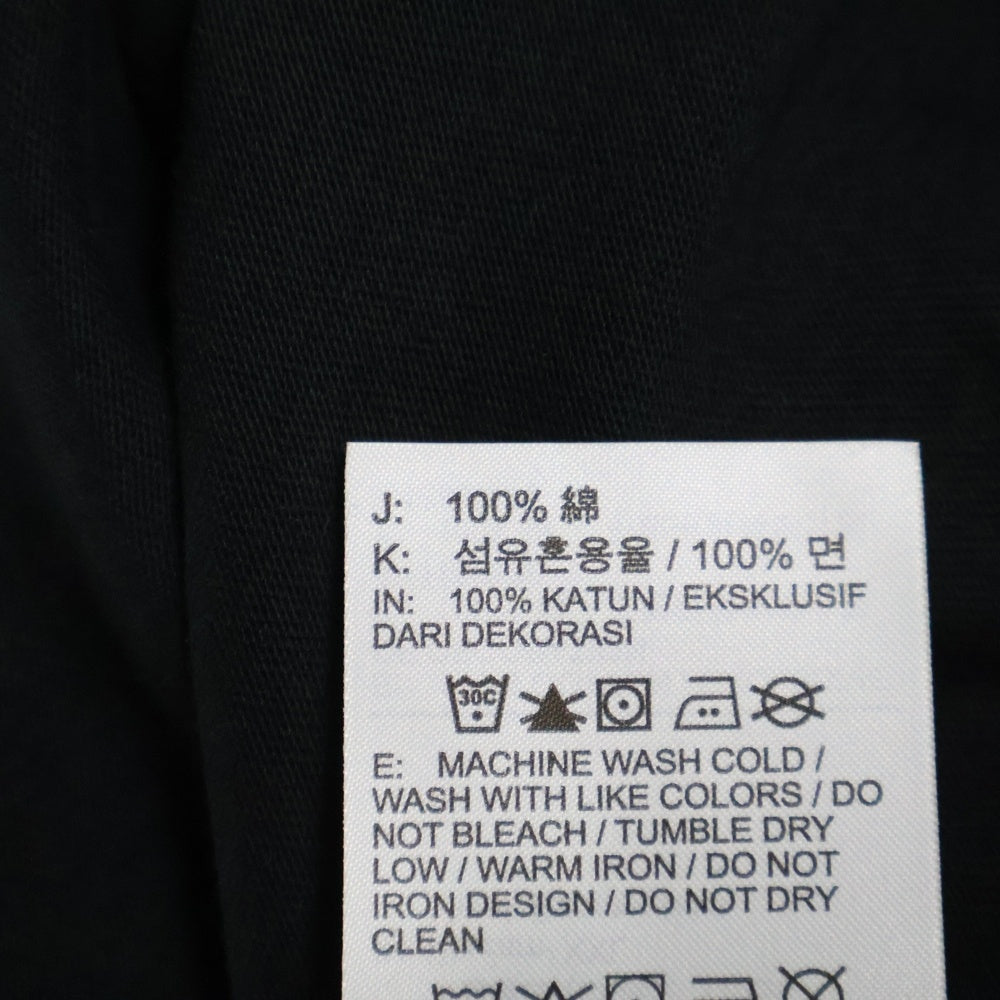 J: 100% 綿
K: 섬유혼용율 / 100% 면
IN: 100% KATUN / EKSKLUSIF
DARI DEKORASI
30C
E: MACHINE WASH COLD /
WASH WITH LIKE COLORS / DO
NOT BLEACH / TUMBLE DRY
LOW / WARM IRON / DO NOT
IRON DESIGN / DO NOT DRY
CLEAN